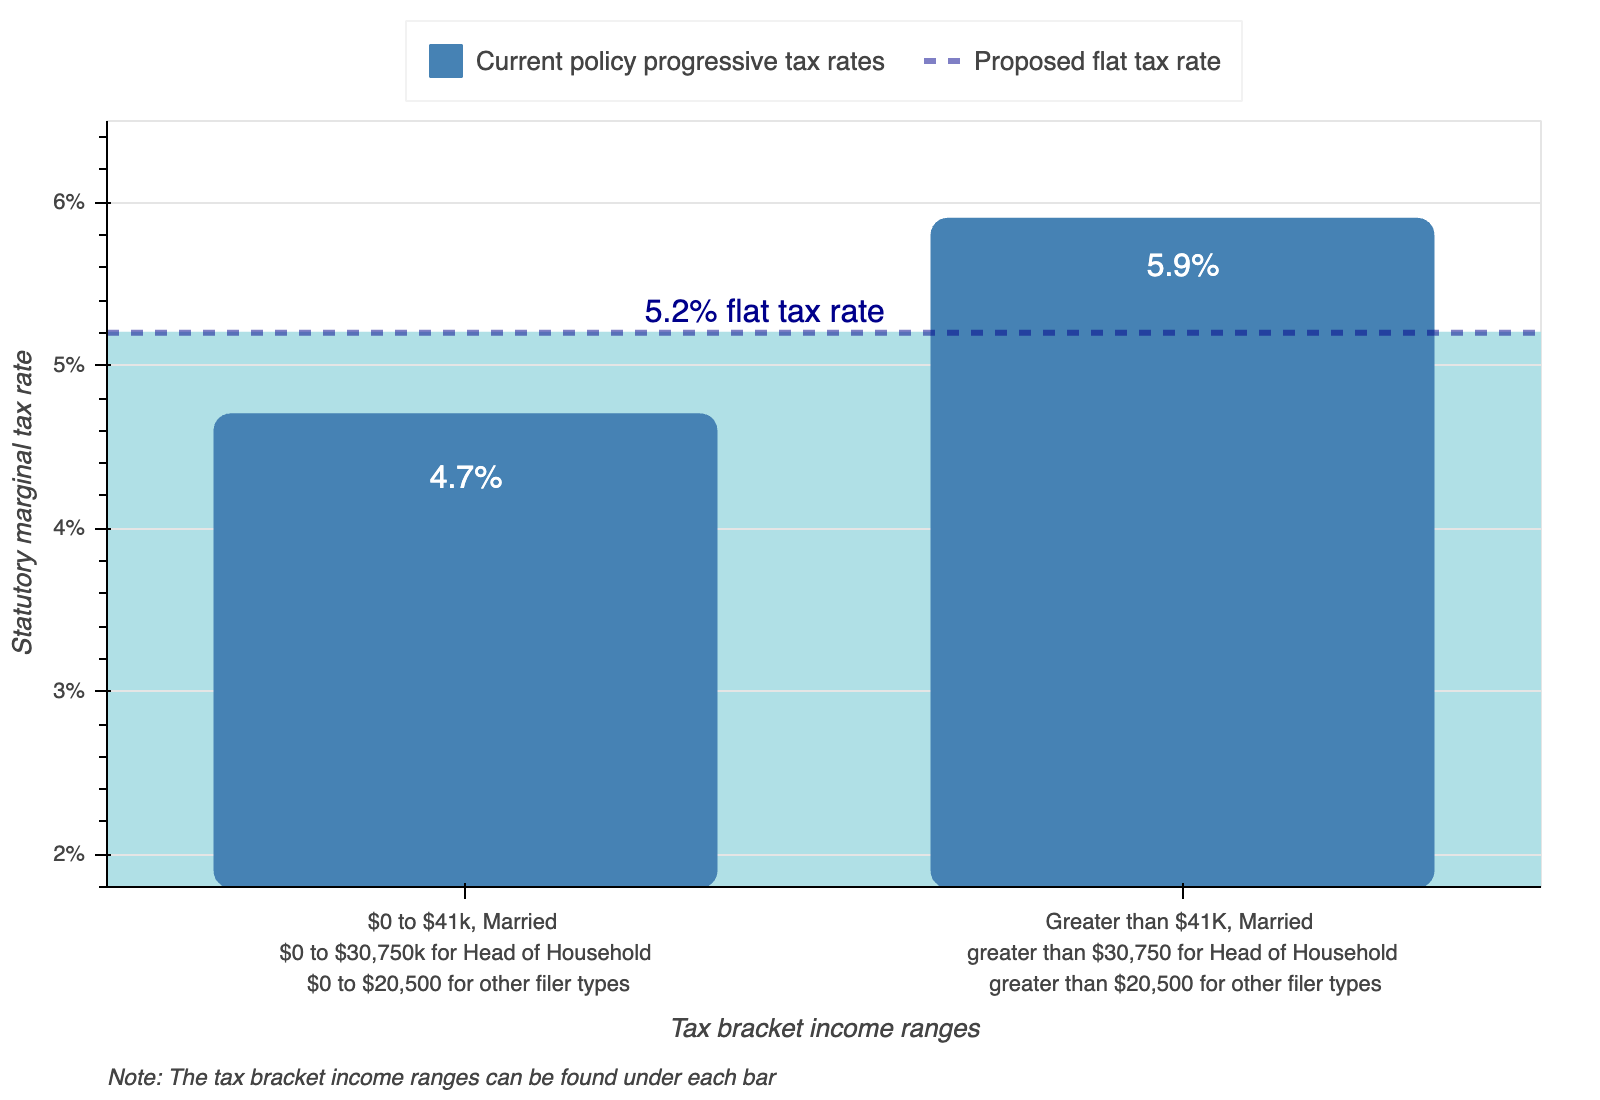 Current policy progressive tax rates
Proposed flat tax rate
Statutory marginal tax rate
6%
5%
4%
3%
2%
5.2% flat tax rate
4.7%
5.9%
$0 to $41k, Married
$0 to $30,750k for Head of Household
$0 to $20,500 for other filer types
Greater than $41K, Married
greater than $30,750 for Head of Household
greater than $20,500 for other filer types
Tax bracket income ranges
Note: The tax bracket income ranges can be found under each bar